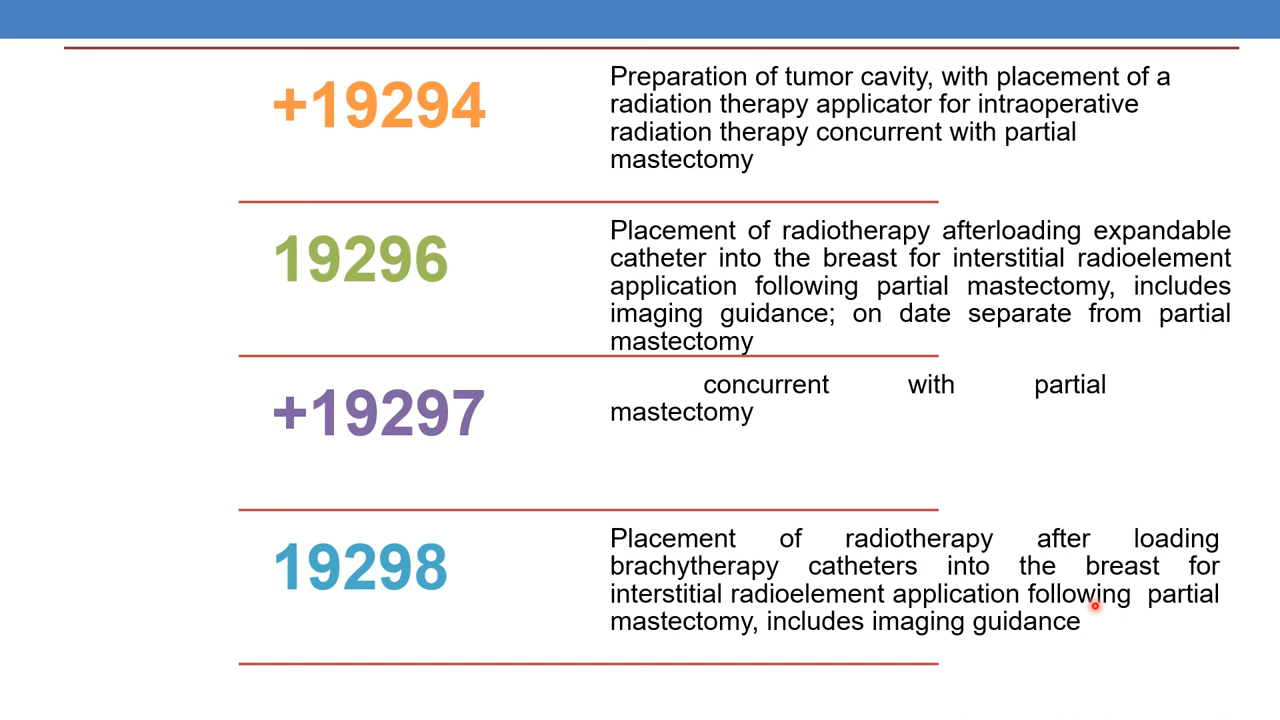 +19294
Preparation of tumor cavity, with placement of a
radiation therapy applicator for intraoperative
radiation therapy concurrent with partial
mastectomy
19296
Placement of radiotherapy afterloading expandable
catheter into the breast for interstitial radioelement
application following partial mastectomy, includes
imaging guidance; on date separate from partial
mastectomy
+19297
concurrent with partial
mastectomy
19298
Placement of radiotherapy after loading
brachytherapy catheters into the breast for
interstitial radioelement application following partial
mastectomy, includes imaging guidance